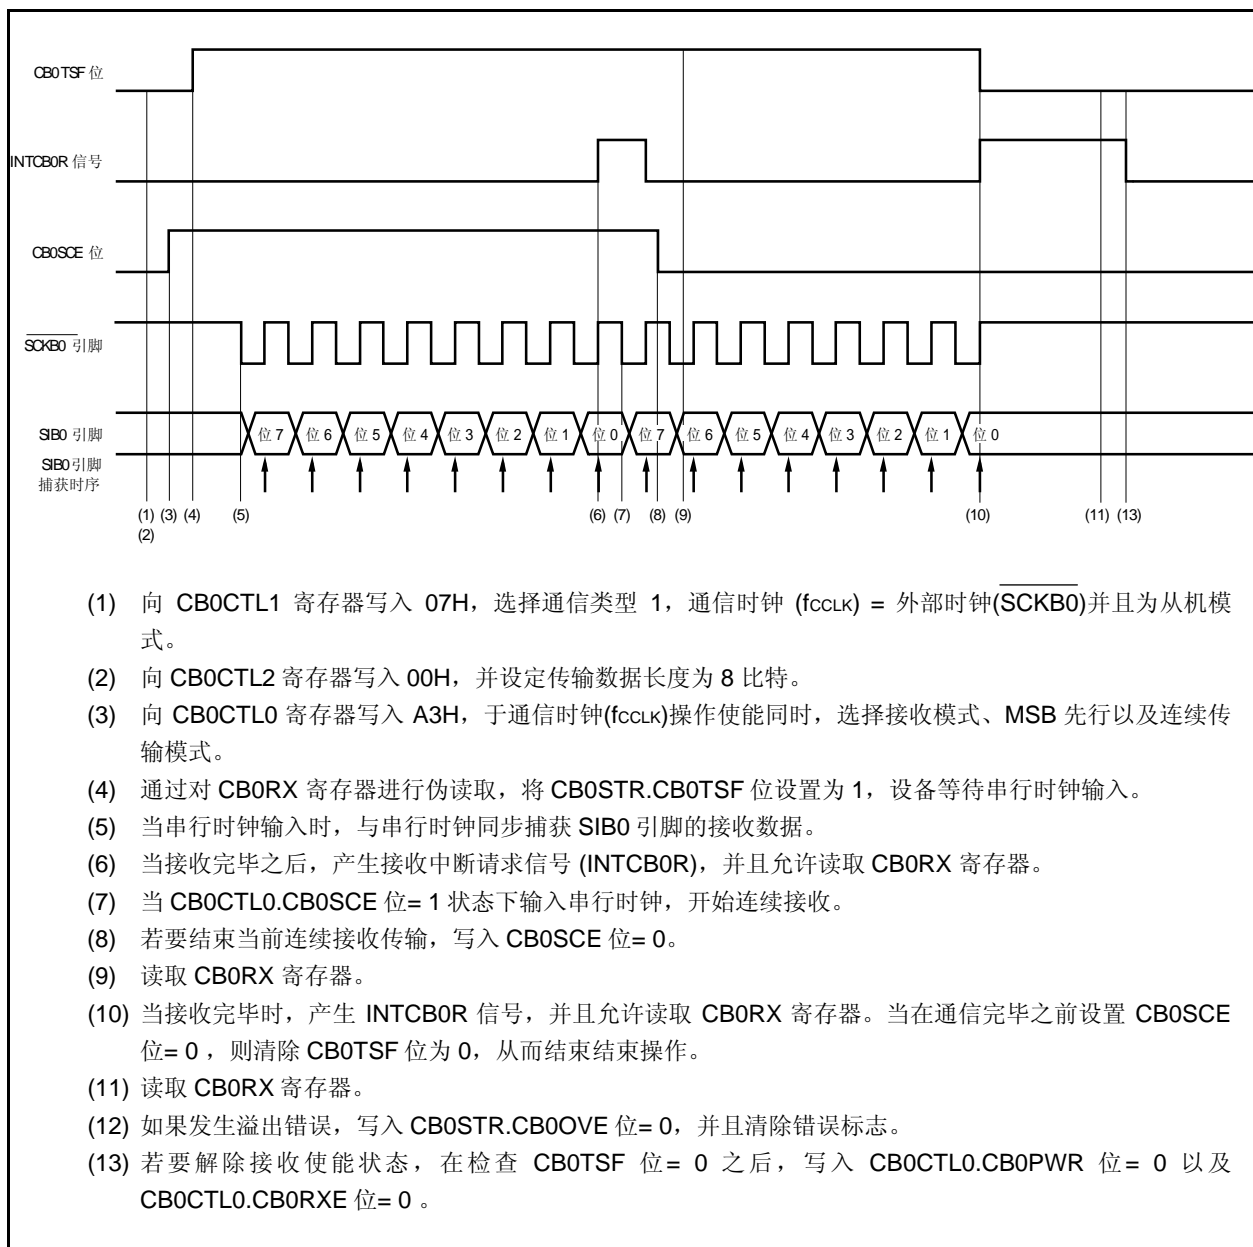 CB0TSF 位
INTCB0R 信号
CB0SCE 位
SCKB0 引脚
SIB0 引脚
位 7 位 6 位 5 位 4 位 3 位 2 位 1 位 0 位 7 位 6 位 5 位 4 位 3 位 2 位 1 位 0
SIB0 引脚
捕获时序
(1) (3) (4) (5) (6) (7) (8) (9) (10) (11) (13)
(2)
(1) 向 CB0CTL1 寄存器写入 07H，选择通信类型 1，通信时钟 (fCCLK) = 外部时钟(SCKB0)并且为从机模
式。
(2) 向 CB0CTL2 寄存器写入 00H，并设定传输数据长度为 8 比特。
(3) 向 CB0CTL0 寄存器写入 A3H，于通信时钟(fCCLK)操作使能同时，选择接收模式、MSB 先行以及连续传
输模式。
(4) 通过对 CB0RX 寄存器进行伪读取，将 CB0STR.CB0TSF 位设置为 1，设备等待串行时钟输入。
(5) 当串行时钟输入时，与串行时钟同步捕获 SIB0 引脚的接收数据。
(6) 当接收完毕之后，产生接收中断请求信号 (INTCB0R)，并且允许读取 CB0RX 寄存器。
(7) 当 CB0CTL0.CB0SCE 位= 1 状态下输入串行时钟，开始连续接收。
(8) 若要结束当前连续接收传输，写入 CB0SCE 位= 0。
(9) 读取 CB0RX 寄存器。
(10) 当接收完毕时，产生 INTCB0R 信号，并且允许读取 CB0RX 寄存器。当在通信完毕之前设置 CB0SCE
位= 0 ，则清除 CB0TSF 位为 0，从而结束结束操作。
(11) 读取 CB0RX 寄存器。
(12) 如果发生溢出错误，写入 CB0STR.CB0OVE 位= 0，并且清除错误标志。
(13) 若要解除接收使能状态，在检查 CB0TSF 位= 0 之后，写入 CB0CTL0.CB0PWR 位= 0 以及
CB0CTL0.CB0RXE 位= 0 。